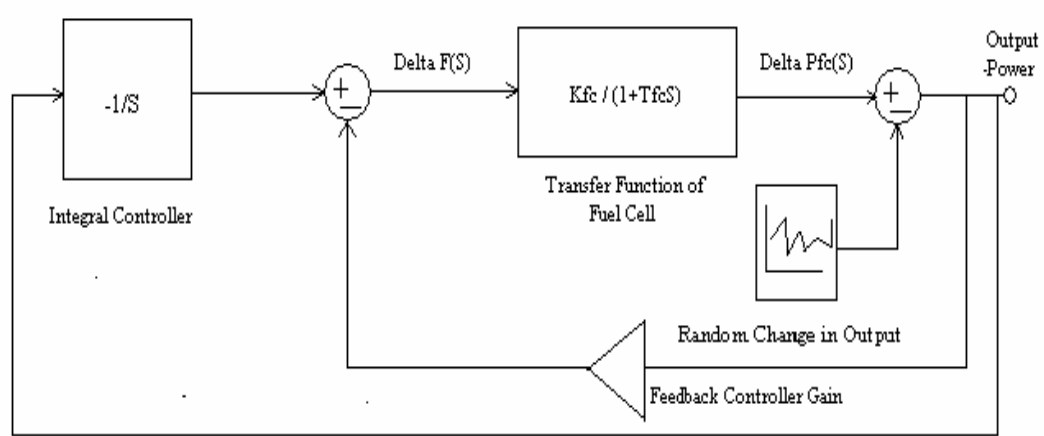 Output
-Power
Delta F(S)
Delta Pfc(S)
-1/S
+
-
Kfc / (1+TfcS)
+
-
Integral Controller
Transfer Function of
Fuel Cell
Random Change in Output
Feedback Controller Gain